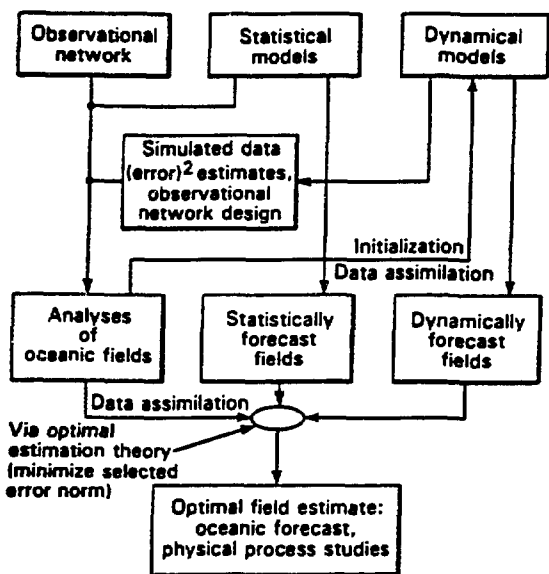 Observational
network
Statistical
models
Dynamical
models
Simulated data
(error)² estimates,
observational
network design
Initialization
Data assimilation
Analyses
of
oceanic fields
Statistically
forecast
fields
Dynamically
forecast
fields
Data assimilation
Via optimal
estimation theory
(minimize selected
error norm)
Optimal field estimate:
oceanic forecast,
physical process studies